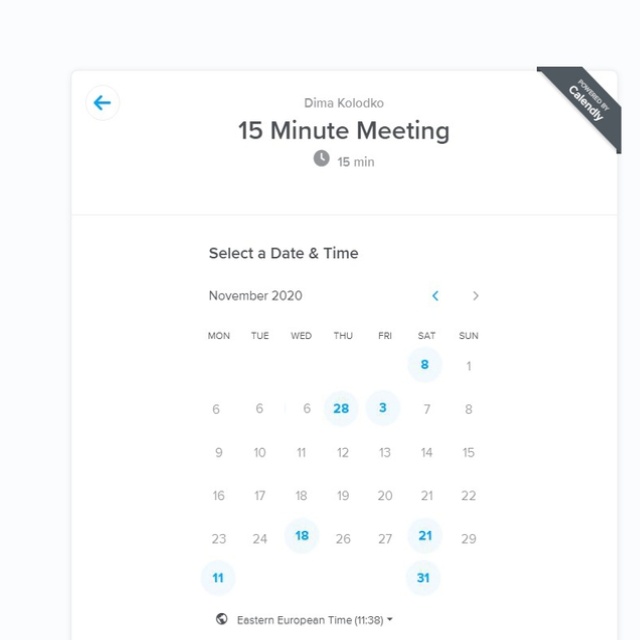 POWERED BY
Calendly
Dima Kolodko
15 Minute Meeting
15 min
Select a Date & Time
November 2020
MON TUE WED THU FRI SAT SUN
8 1
6 6 6 28 3 7 8
9 10 11 12 13 14 15
16 17 18 19 20 21 22
23 24 18 26 27 21 29
11 31
Eastern European Time (11:38)